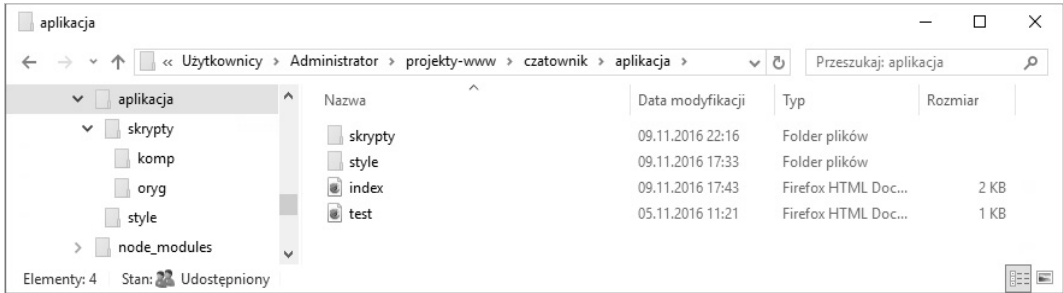 aplikacja
« Użytkownicy > Administrator > projekty-www > czatownik > aplikacja >
Przeszukaj: aplikacja
aplikacja
skrypty
komp
oryg
style
node_modules
Nazwa Data modyfikacji Typ Rozmiar
skrypty 09.11.2016 22:16 Folder plików
style 09.11.2016 17:33 Folder plików
index 09.11.2016 17:43 Firefox HTML Doc... 2 KB
test 05.11.2016 11:21 Firefox HTML Doc... 1 KB
Elementy: 4 Stan: Udostępniony